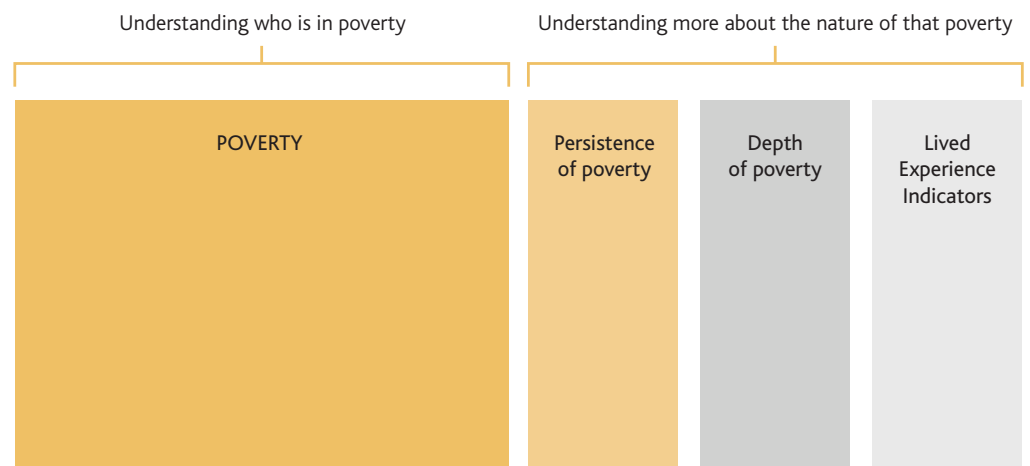 Understanding who is in poverty
Understanding more about the nature of that poverty
POVERTY
Persistence
of poverty
Depth
of poverty
Lived
Experience
Indicators